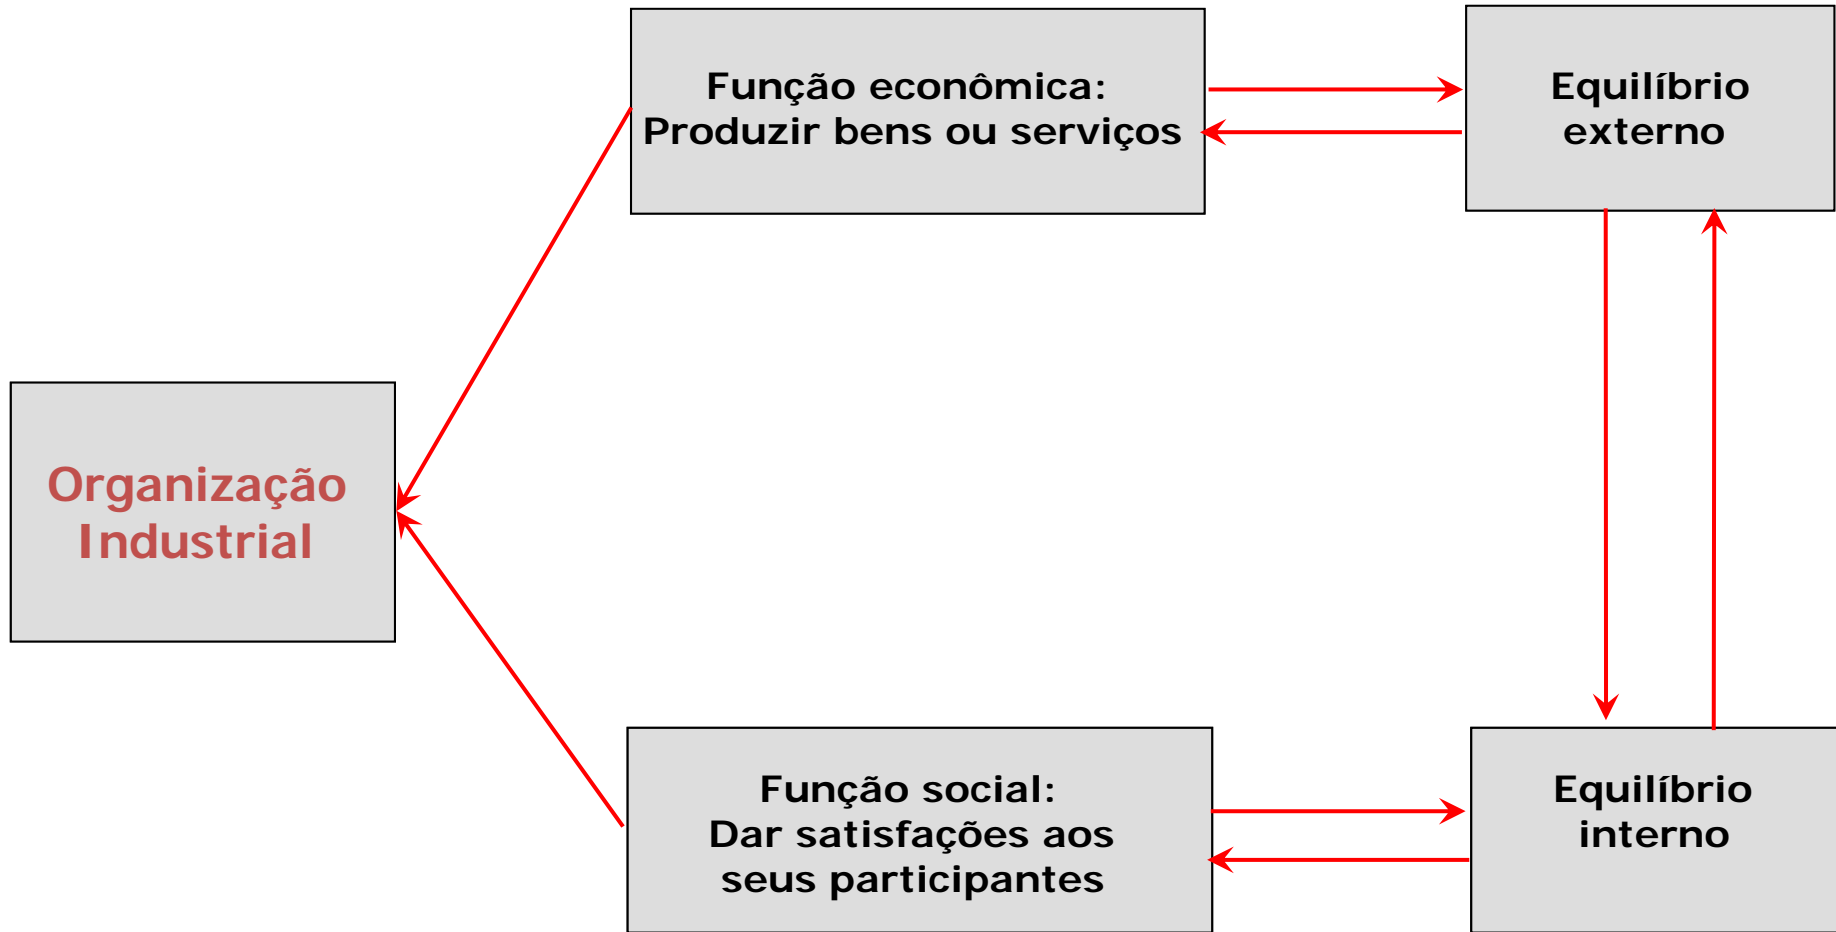 Função econômica:
Produzir bens ou serviços
Equilíbrio
externo
Organização
Industrial
Função social:
Dar satisfações aos
seus participantes
Equilíbrio
interno